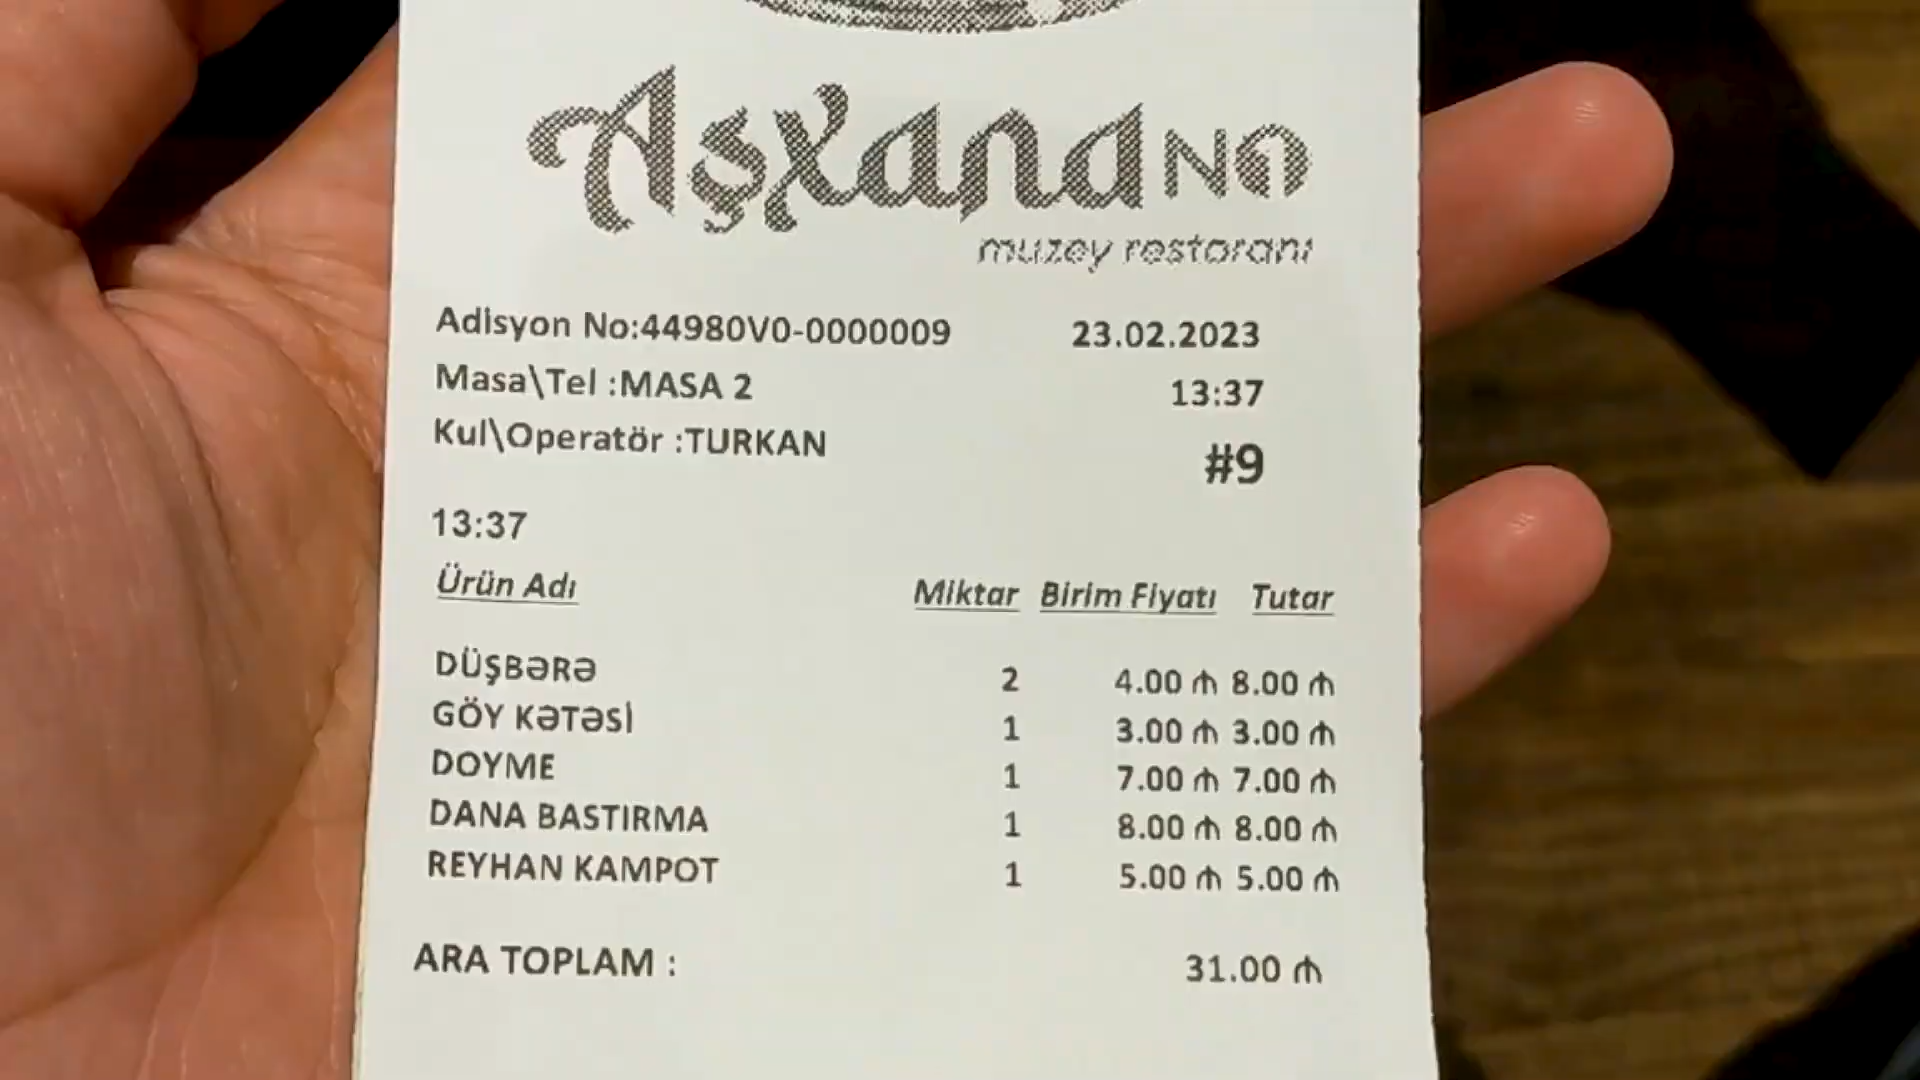 AŞXANA N1
muzey restoranı
Adisyon No:44980V0-0000009 23.02.2023
Masa\Tel :MASA 2 13:37
Kul\Operatör :TURKAN #9
13:37
Ürün Adı Miktar Birim Fiyatı Tutar
DÜŞBƏRƏ 2 4.00 ₼ 8.00 ₼
GÖY KƏTƏSİ 1 3.00 ₼ 3.00 ₼
DOYME 1 7.00 ₼ 7.00 ₼
DANA BASTIRMA 1 8.00 ₼ 8.00 ₼
REYHAN KAMPOT 1 5.00 ₼ 5.00 ₼
ARA TOPLAM : 31.00 ₼